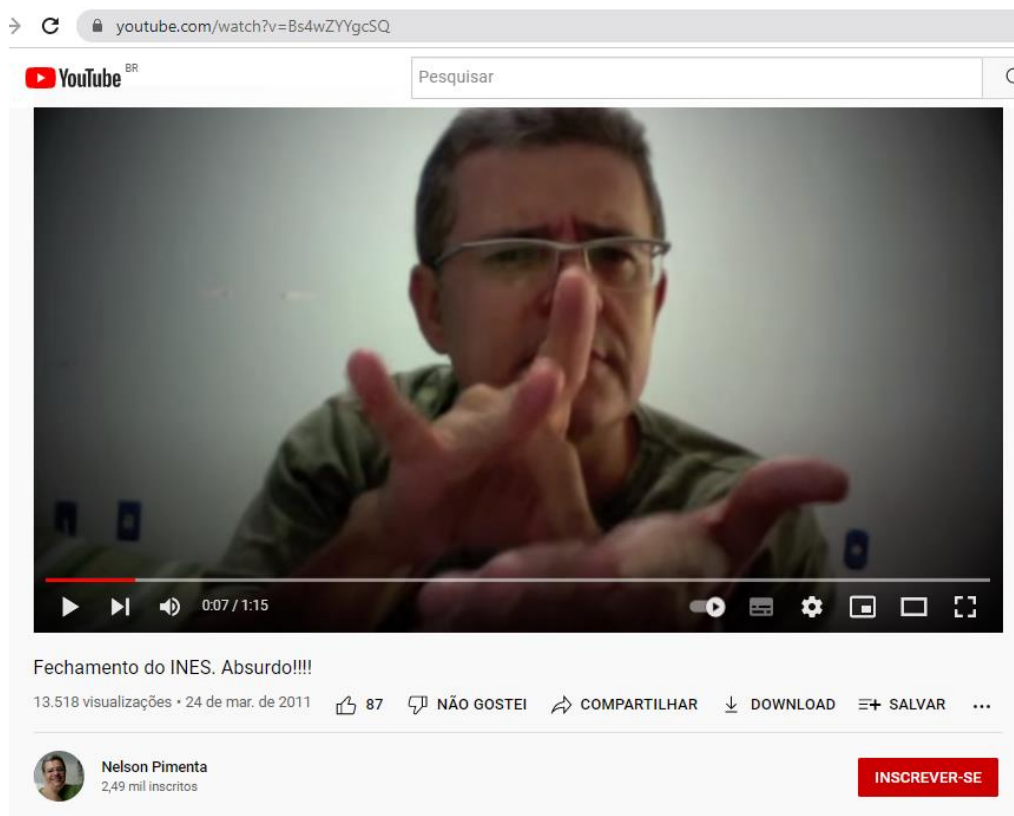 youtube.com/watch?v=Bs4wZYYgcSQ
YouTube BR
Pesquisar
0:07 / 1:15
Fechamento do INES. Absurdo!!!!
13.518 visualizações • 24 de mar. de 2011 87 NÃO GOSTEI COMPARTILHAR DOWNLOAD SALVAR ...
Nelson Pimenta
2,49 mil inscritos
INSCREVER-SE